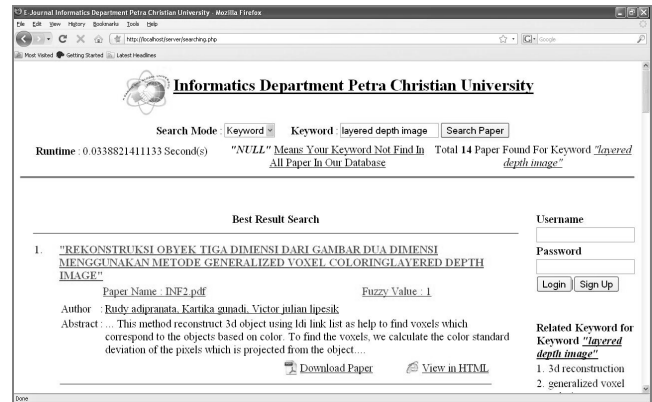 E-Journal Informatics Department Petra Christian University - Mozilla Firefox
File Edit View History Bookmarks Tools Help
http://localhost/server/searching.php
Google
Most Visited Getting Started Latest Headlines
Informatics Department Petra Christian University
Search Mode : Keyword Keyword : layered depth image Search Paper
Runtime : 0.0338821411133 Second(s)
"NULL" Means Your Keyword Not Find In
All Paper In Our Database
Total 14 Paper Found For Keyword "layered
depth image"
Best Result Search
1. "REKONSTRUKSI OBYEK TIGA DIMENSI DARI GAMBAR DUA DIMENSI
MENGGUNAKAN METODE GENERALIZED VOXEL COLORINGLAYERED DEPTH
IMAGE"
Paper Name : INF2.pdf Fuzzy Value : 1
Author : Rudy adipranata, Kartika gunadi, Victor julian lipesik
Abstract : ... This method reconstruct 3d object using ldi link list as help to find voxels which
correspond to the objects based on color. To find the voxels, we calculate the color standard
deviation of the pixels which is projected from the object....
Download Paper View in HTML
Username
Password
Login Sign Up
Related Keyword for
Keyword "layered
depth image"
1. 3d reconstruction
2. generalized voxel
Done